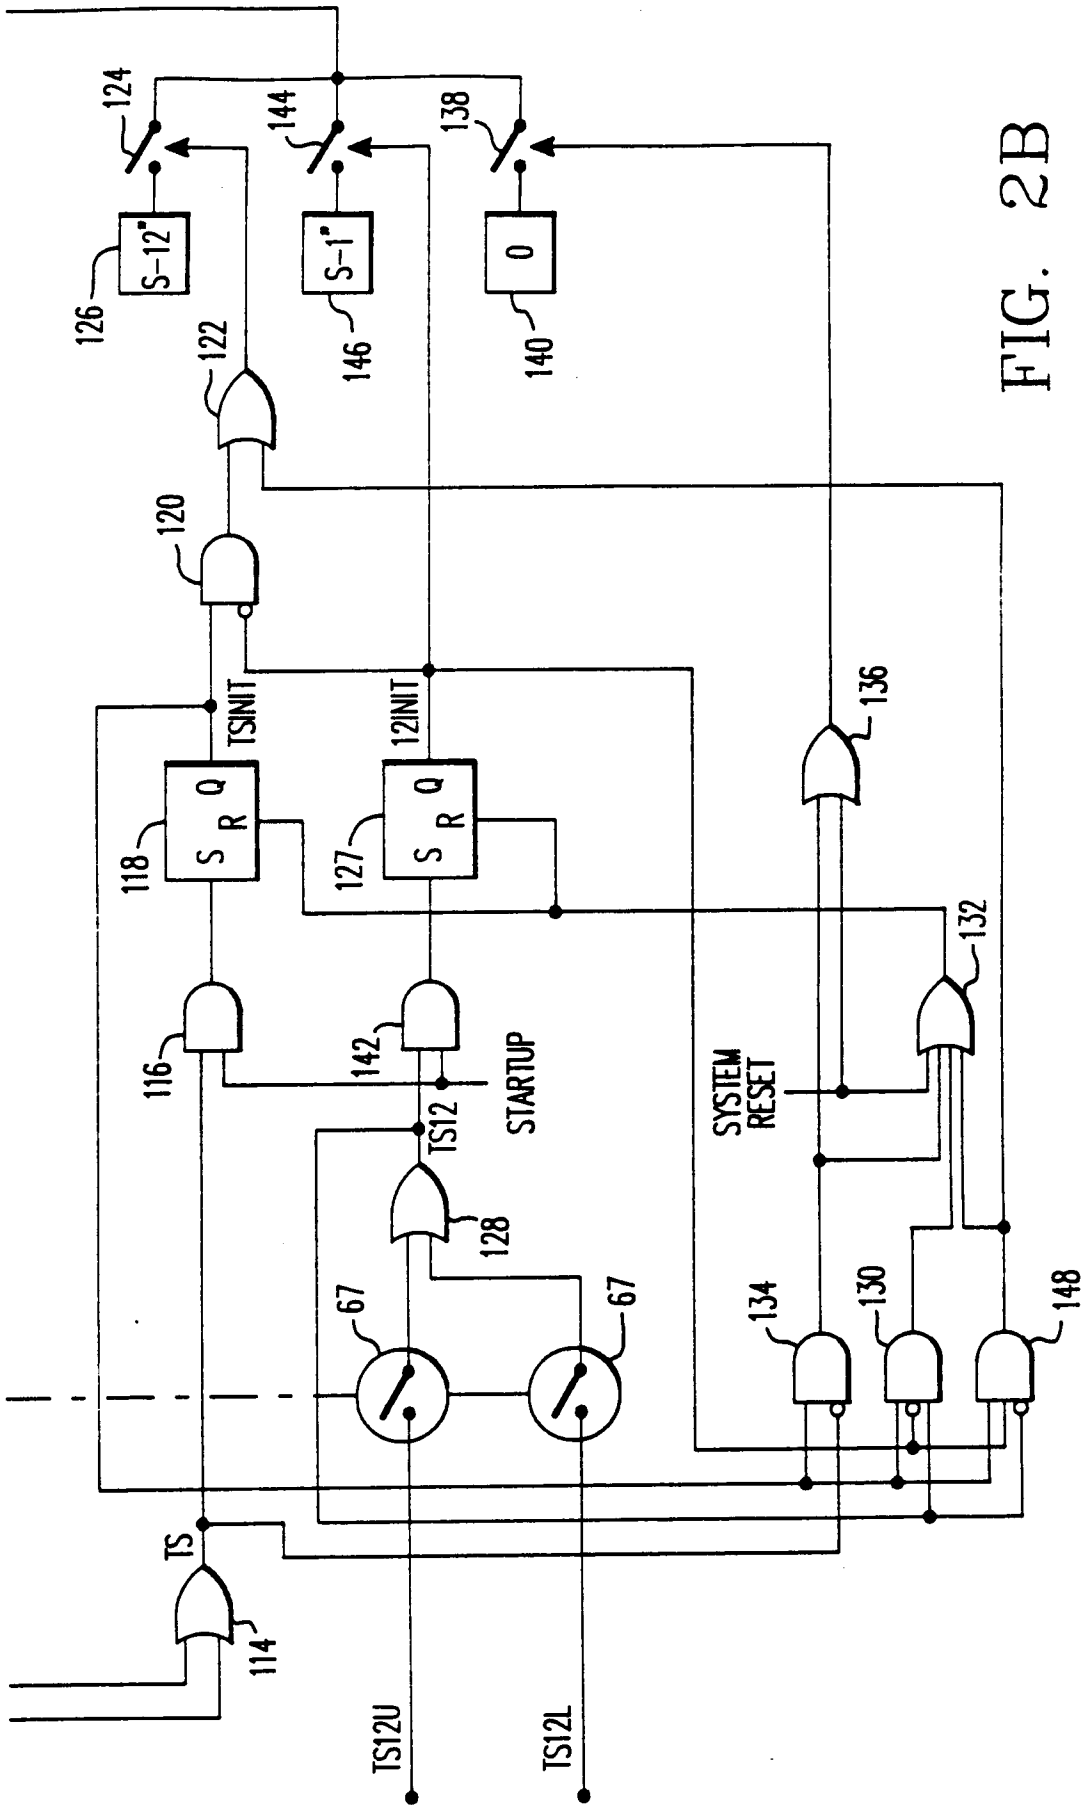 TS12U
TS12L
114
TS
67
67
128
TS12
116
142
STARTUP
118
S
R
Q
127
S
R
Q
TSINIT
12INIT
120
122
126
S-12"
124
146
S-1"
144
140
0
138
134
130
148
SYSTEM
RESET
132
136
FIG. 2B